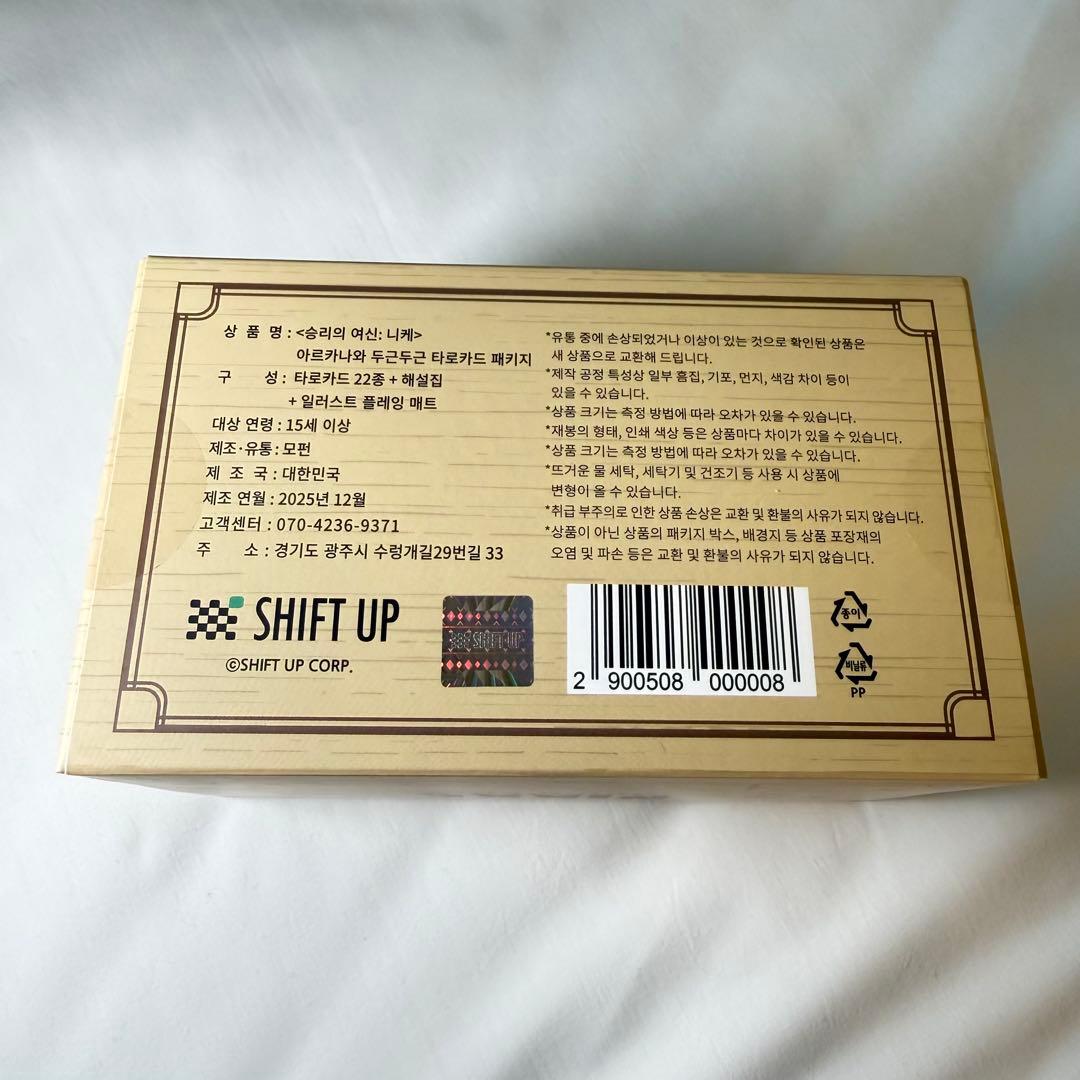 상 품 명 : <승리의 여신: 니케>
아르카나와 두근두근 타로카드 패키지
구 성 : 타로카드 22종 + 해설집
+ 일러스트 플레잉 매트
대상 연령 : 15세 이상
제조·유통 : 모펀
제 조 국 : 대한민국
제조 연월 : 2025년 12월
고객센터 : 070-4236-9371
주 소 : 경기도 광주시 수렁개길29번길 33
*유통 중에 손상되었거나 이상이 있는 것으로 확인된 상품은
새 상품으로 교환해 드립니다.
*제작 공정 특성상 일부 흠집, 기포, 먼지, 색감 차이 등이
있을 수 있습니다.
*상품 크기는 측정 방법에 따라 오차가 있을 수 있습니다.
*재봉의 형태, 인쇄 색상 등은 상품마다 차이가 있을 수 있습니다.
*상품 크기는 측정 방법에 따라 오차가 있을 수 있습니다.
*뜨거운 물 세탁, 세탁기 및 건조기 등 사용 시 상품에
변형이 올 수 있습니다.
*취급 부주의로 인한 상품 손상은 교환 및 환불의 사유가 되지 않습니다.
*상품이 아닌 상품의 패키지 박스, 배경지 등 상품 포장재의
오염 및 파손 등은 교환 및 환불의 사유가 되지 않습니다.
SHIFT UP
©SHIFT UP CORP.
SHIFT UP
2 900508 000008
종이
비닐류
PP